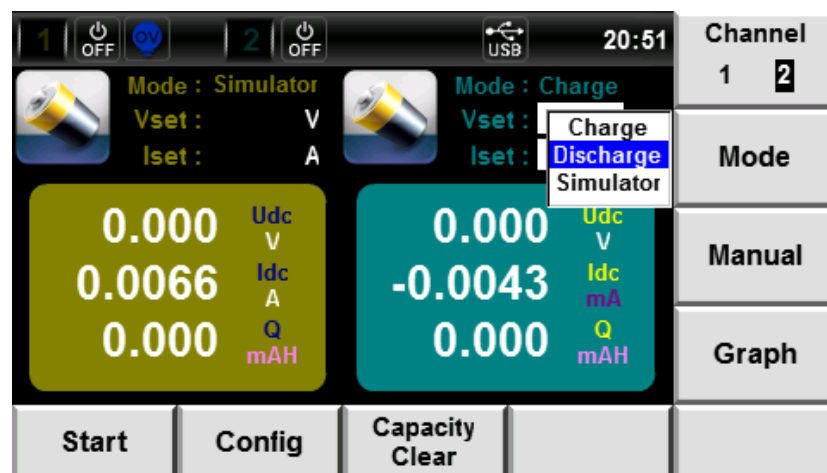 1 OFF OV 2 OFF USB 20:51
Channel
1 2
Mode : Simulator
Vset : V
Iset : A
Mode : Charge
Vset :
Iset :
Charge
Discharge
Simulator
Mode
0.000 Udc V
0.0066 Idc A
0.000 Q mAH
0.000 Udc V
-0.0043 Idc mA
0.000 Q mAH
Manual
Graph
Start
Config
Capacity
Clear